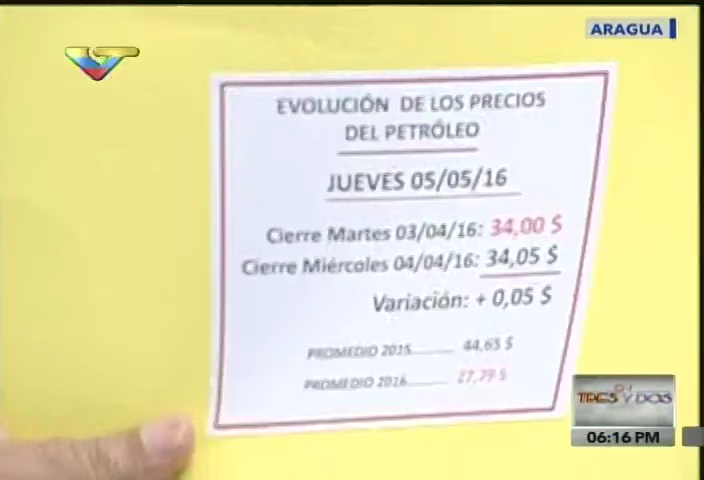 ARAGUA
EVOLUCIÓN DE LOS PRECIOS
DEL PETRÓLEO
JUEVES 05/05/16
Cierre Martes 03/04/16: 34,00 $
Cierre Miércoles 04/04/16: 34,05 $
Variación: + 0,05 $
PROMEDIO 2015......... 44,65 $
PROMEDIO 2016......... 27,79 $
TRES Y DOS
06:16 PM